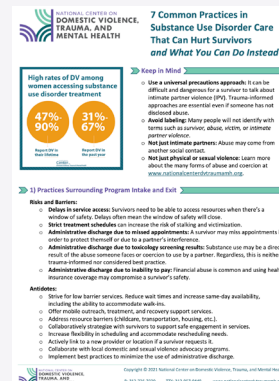 NATIONAL CENTER ON
DOMESTIC VIOLENCE,
TRAUMA, AND
MENTAL HEALTH
7 Common Practices in
Substance Use Disorder Care
That Can Hurt Survivors
and What You Can Do Instead
High rates of DV among
women accessing substance
use disorder treatment
47%-
90%
31%-
67%
Report DV in
their lifetime
Report DV in
the past year
Keep in Mind
Use a universal precautions approach: It can be
difficult and dangerous for a survivor to talk about
intimate partner violence (IPV). Trauma-informed
approaches are essential even if someone has not
disclosed abuse.
Avoid labeling: Many people will not identify with
terms such as survivor, abuse, victim, or intimate
partner violence.
Not just intimate partners: Abuse may come from
another social contact.
Not just physical or sexual violence: Learn more
about the many forms of abuse and coercion at
www.nationalcenterdvtraumamh.org.
1) Practices Surrounding Program Intake and Exit
Risks and Barriers:
Delays in service access: Survivors need to be able to access resources when there's a
window of safety. Delays often mean the window of safety will close.
Strict treatment schedules can increase the risk of stalking and victimization.
Administrative discharge due to missed appointments: A survivor may miss appointments i
order to protect themself or due to a partner's interference.
Administrative discharge due to toxicology screening results: Substance use may be a direc
result of the abuse someone faces or coercion to use by a partner. Regardless, this is neithe
trauma-informed nor considered best practice.
Administrative discharge due to inability to pay: Financial abuse is common and using heal
insurance coverage may compromise a survivor's safety.
Antidotes:
Strive for low barrier services. Reduce wait times and increase same-day availability,
including the ability to accommodate walk-ins.
Offer mobile outreach, treatment, and recovery support services.
Address resource barriers (childcare, transportation, housing, etc.).
Collaboratively strategize with survivors to support safe engagement in services.
Increase flexibility in scheduling and accommodate rescheduling needs.
Actively link to a new provider or location if a survivor requests it.
Collaborate with local domestic and sexual violence advocacy programs.
Implement best practices to minimize the use of administrative discharge.
NATIONAL CENTER ON
DOMESTIC VIOLENCE,
TRAUMA, AND
Copyright © 2021 National Center on Domestic Violence, Trauma, and Mental Hea